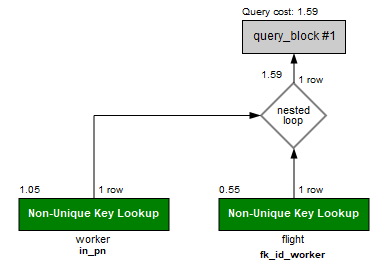 Query cost: 1.59
query_block #1
1.59
1 row
nested
loop
1.05
1 row
0.55
1 row
Non-Unique Key Lookup
Non-Unique Key Lookup
worker
in_pn
flight
fk_id_worker